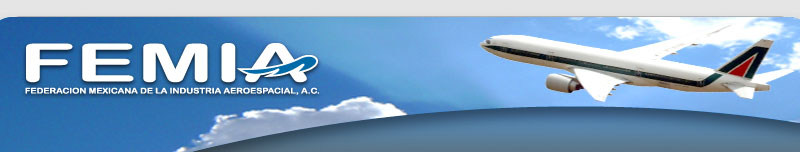 FEMIA
FEDERACION MEXICANA DE LA INDUSTRIA AEROESPACIAL, A.C.